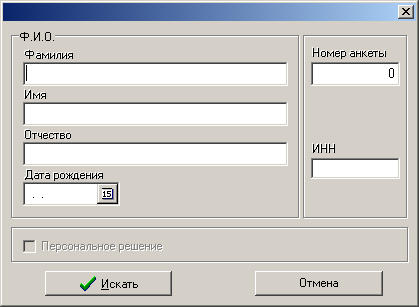 Ф.И.О.
Фамилия
Имя
Отчество
Дата рождения
. .
15
Номер анкеты
0
ИНН
Персональное решение
Искать
Отмена